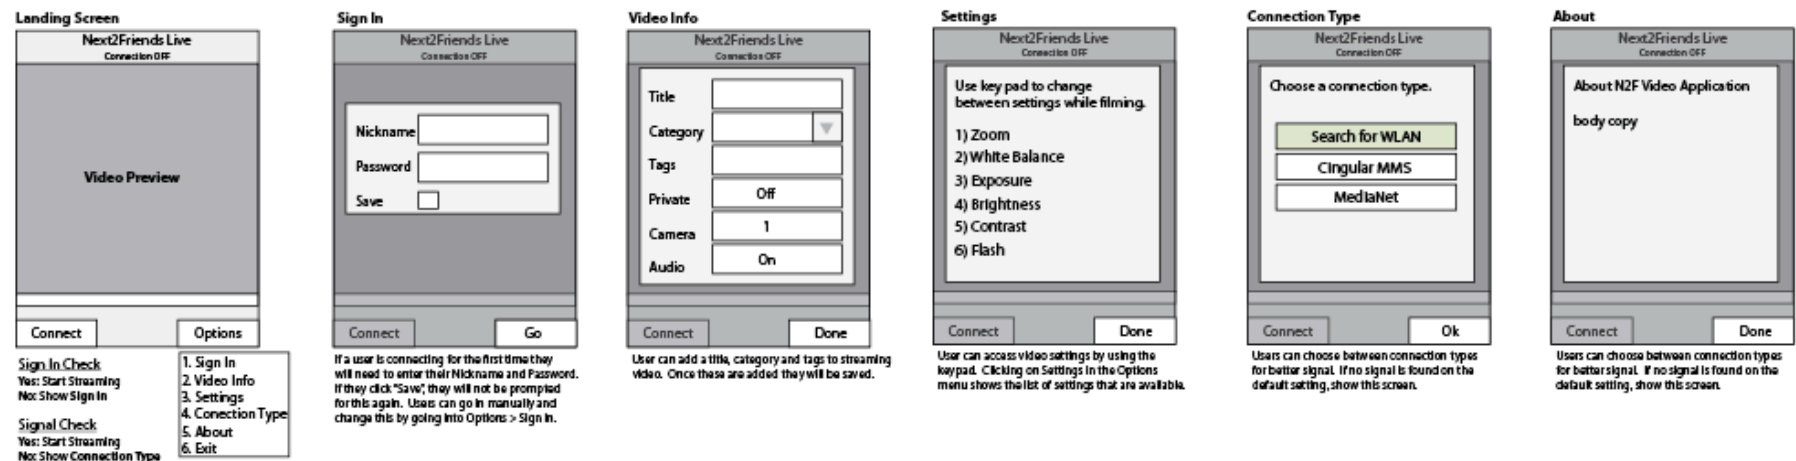 Landing Screen
Next2Friends Live
Connection OFF
Video Preview
Connect
Options
Sign In Check
Yes: Start Streaming
No: Show Sign In
Signal Check
Yes: Start Streaming
No: Show Connection Type
1. Sign In
2. Video Info
3. Settings
4. Conection Type
5. About
6. Exit
Sign In
Next2Friends Live
Connection OFF
Nickname
Password
Save
Connect
Go
If a user is connecting for the first time they
will need to enter their Nickname and Password.
If they click "Save", they will not be prompted
for this again. Users can go in manually and
change this by going into Options > Sign In.
Video Info
Next2Friends Live
Connection OFF
Title
Category
Tags
Private
Off
Camera
1
Audio
On
Connect
Done
User can add a title, category and tags to streaming
video. Once these are added they will be saved.
Settings
Next2Friends Live
Connection OFF
Use key pad to change
between settings while filming.
1) Zoom
2) White Balance
3) Exposure
4) Brightness
5) Contrast
6) Flash
Connect
Done
User can access video settings by using the
keypad. Clicking on Settings in the Options
menu shows the list of settings that are available.
Connection Type
Next2Friends Live
Connection OFF
Choose a connection type.
Search for WLAN
Cingular MMS
MediaNet
Connect
Ok
Users can choose between connection types
for better signal. If no signal is found on the
default setting, show this screen.
About
Next2Friends Live
Connection OFF
About N2F Video Application
body copy
Connect
Done
Users can choose between connection types
for better signal. If no signal is found on the
default setting, show this screen.